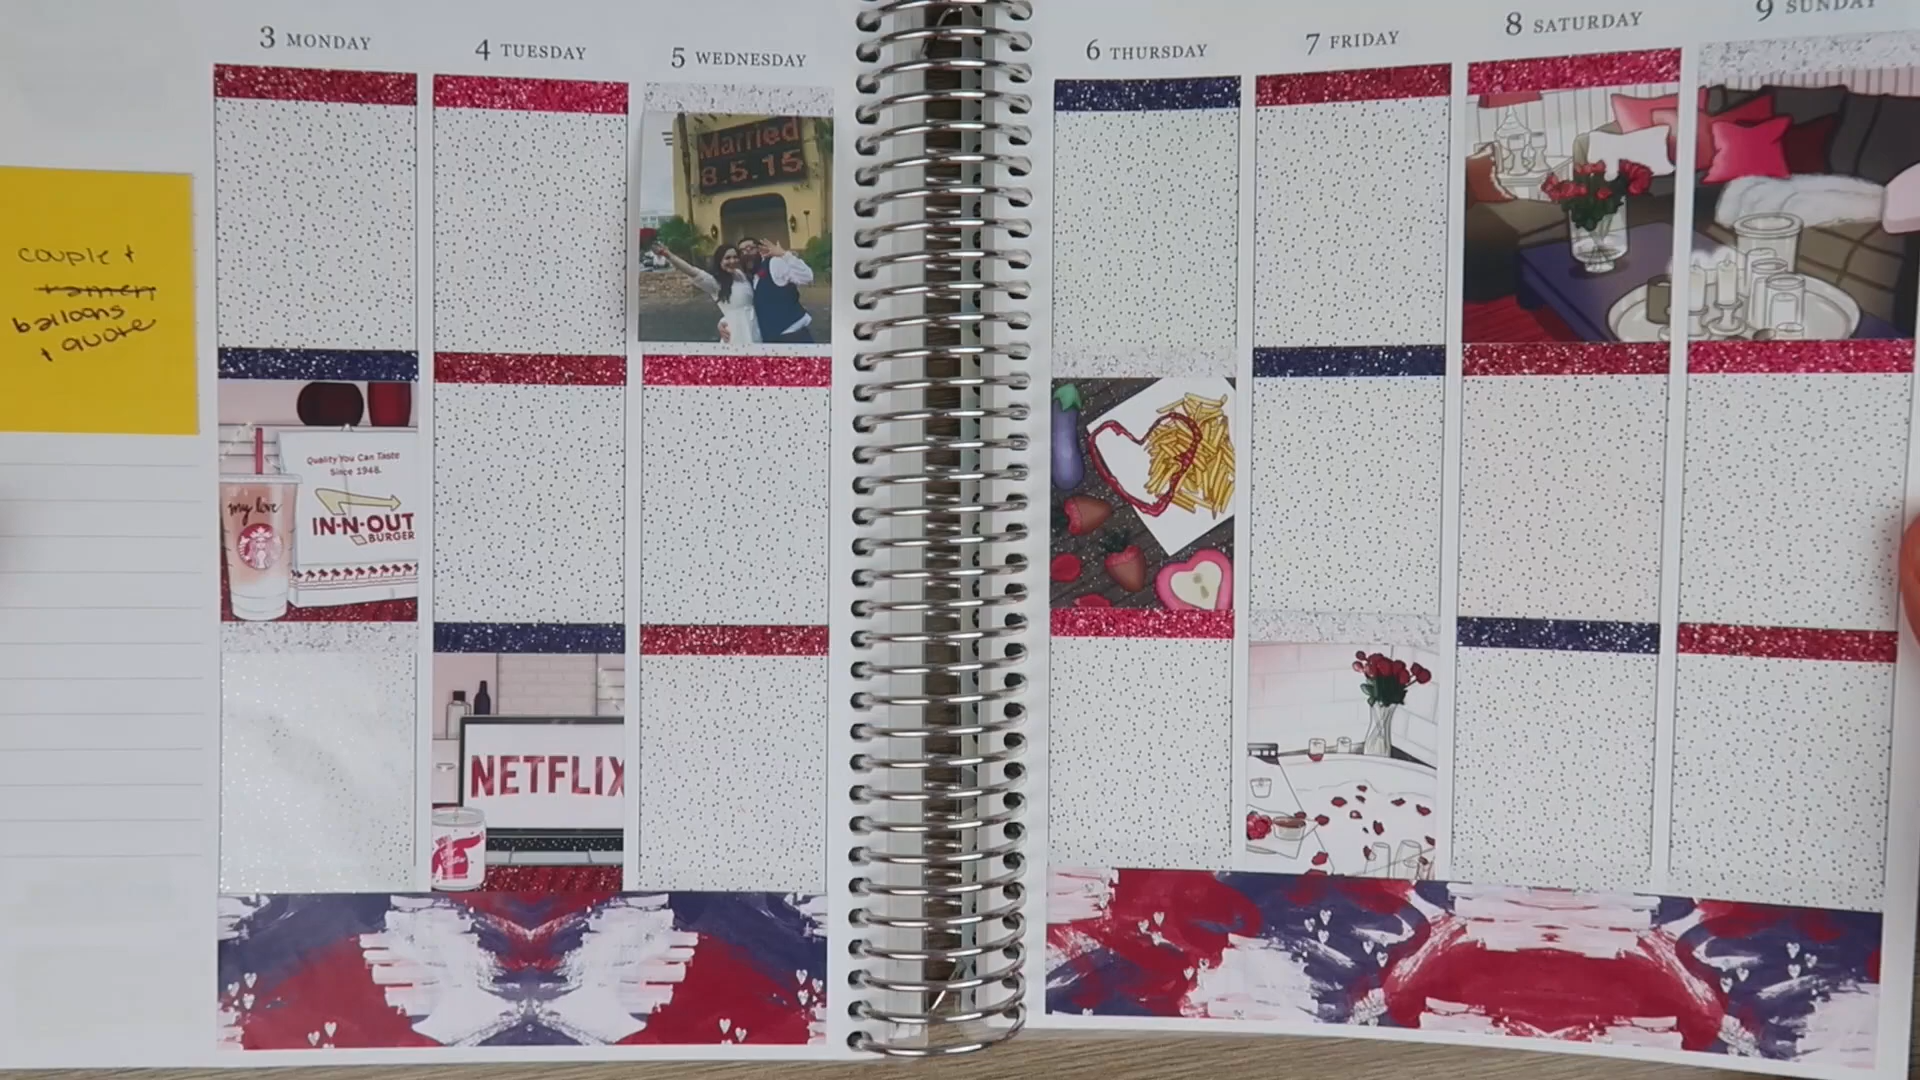 3 MONDAY
4 TUESDAY
5 WEDNESDAY
6 THURSDAY
7 FRIDAY
8 SATURDAY
9 SUNDAY
couple +
ramen
balloons
+ quote
Married
8.5.15
Quality You Can Taste
Since 1948.
IN-N-OUT
BURGER
my love
NETFLIX